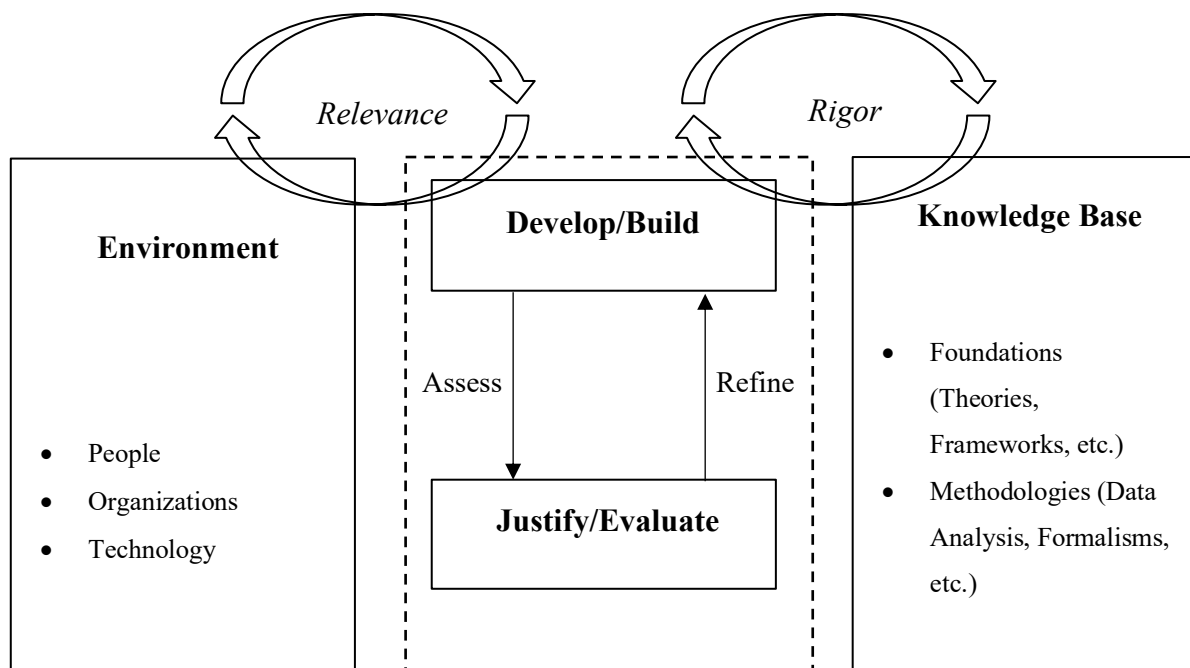 Relevance
Rigor
Environment
People
Organizations
Technology
Develop/Build
Assess
Refine
Justify/Evaluate
Knowledge Base
Foundations
(Theories,
Frameworks, etc.)
Methodologies (Data
Analysis, Formalisms,
etc.)